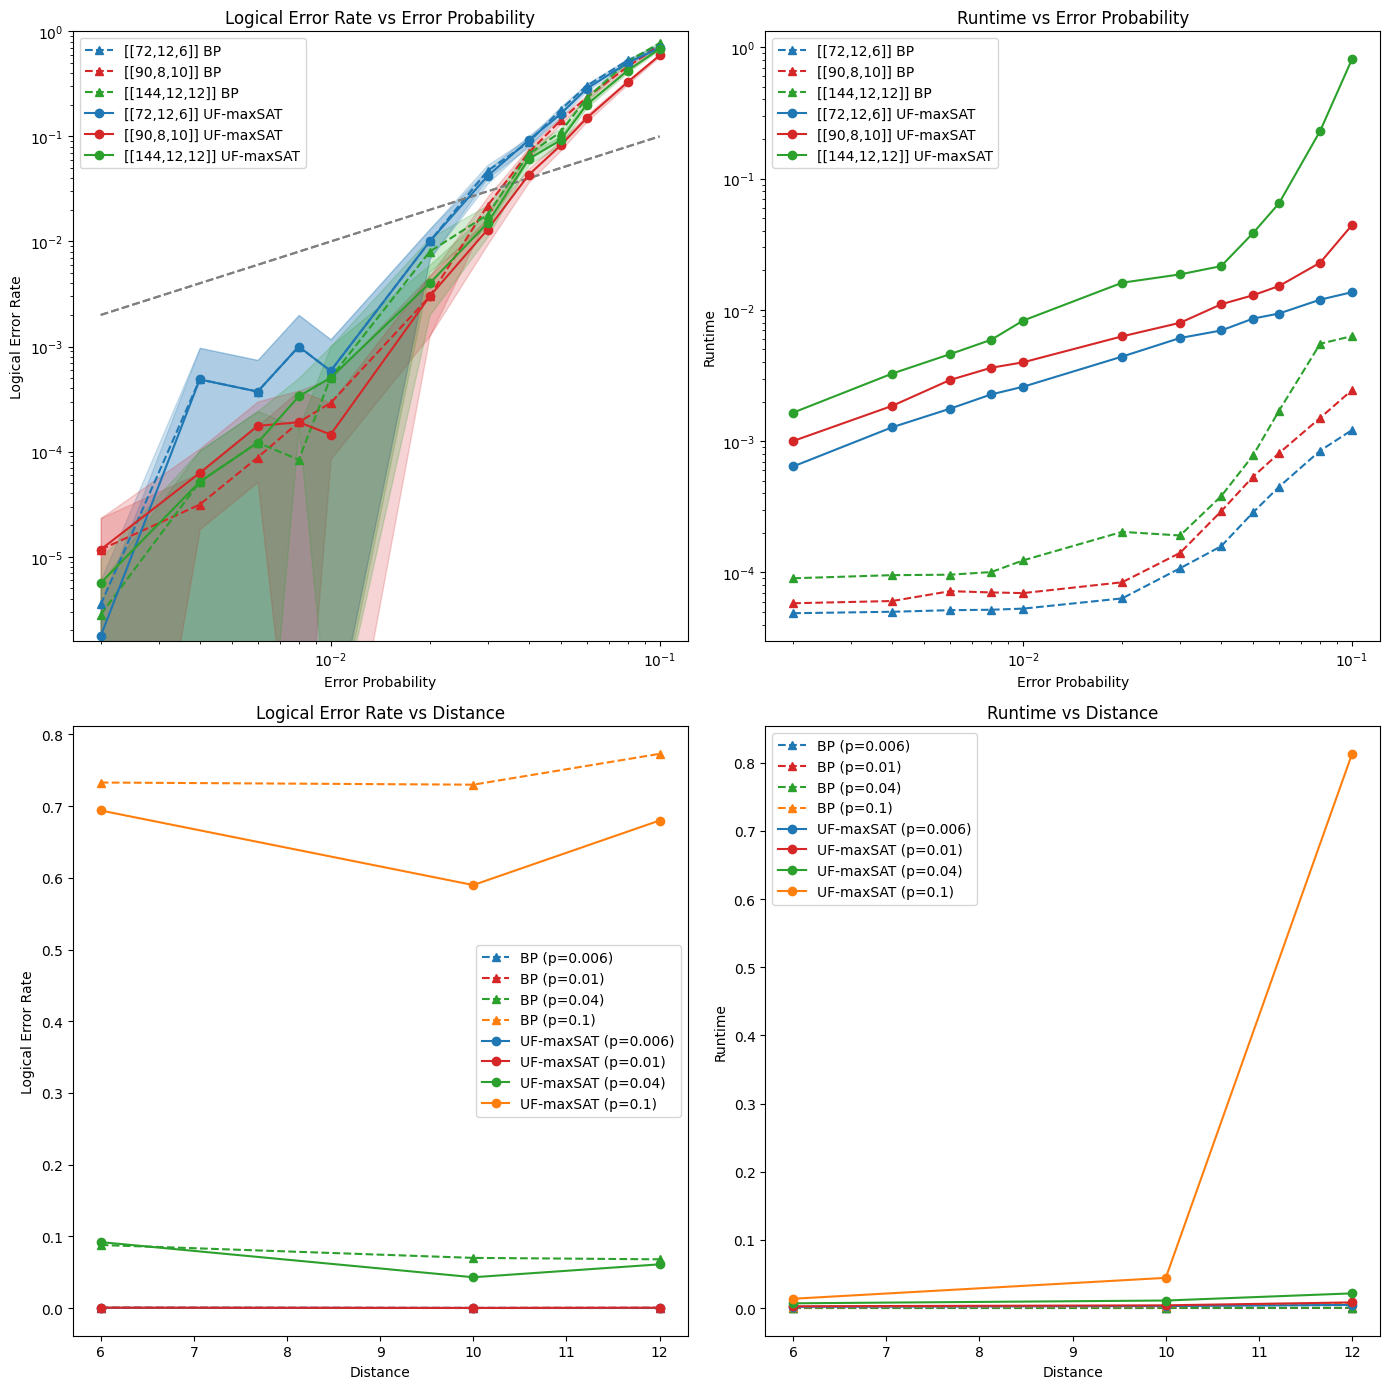 Logical Error Rate vs Error Probability
10⁰
10⁻¹
10⁻²
10⁻³
10⁻⁴
10⁻⁵
Logical Error Rate
[[72,12,6]] BP
[[90,8,10]] BP
[[144,12,12]] BP
[[72,12,6]] UF-maxSAT
[[90,8,10]] UF-maxSAT
[[144,12,12]] UF-maxSAT
10⁻² 10⁻¹
Error Probability
Runtime vs Error Probability
10⁰
10⁻¹
10⁻²
10⁻³
10⁻⁴
Runtime
[[72,12,6]] BP
[[90,8,10]] BP
[[144,12,12]] BP
[[72,12,6]] UF-maxSAT
[[90,8,10]] UF-maxSAT
[[144,12,12]] UF-maxSAT
10⁻² 10⁻¹
Error Probability
Logical Error Rate vs Distance
0.8
0.7
0.6
0.5
0.4
0.3
0.2
0.1
0.0
Logical Error Rate
BP (p=0.006)
BP (p=0.01)
BP (p=0.04)
BP (p=0.1)
UF-maxSAT (p=0.006)
UF-maxSAT (p=0.01)
UF-maxSAT (p=0.04)
UF-maxSAT (p=0.1)
6 7 8 9 10 11 12
Distance
Runtime vs Distance
0.8
0.7
0.6
0.5
0.4
0.3
0.2
0.1
0.0
Runtime
BP (p=0.006)
BP (p=0.01)
BP (p=0.04)
BP (p=0.1)
UF-maxSAT (p=0.006)
UF-maxSAT (p=0.01)
UF-maxSAT (p=0.04)
UF-maxSAT (p=0.1)
6 7 8 9 10 11 12
Distance